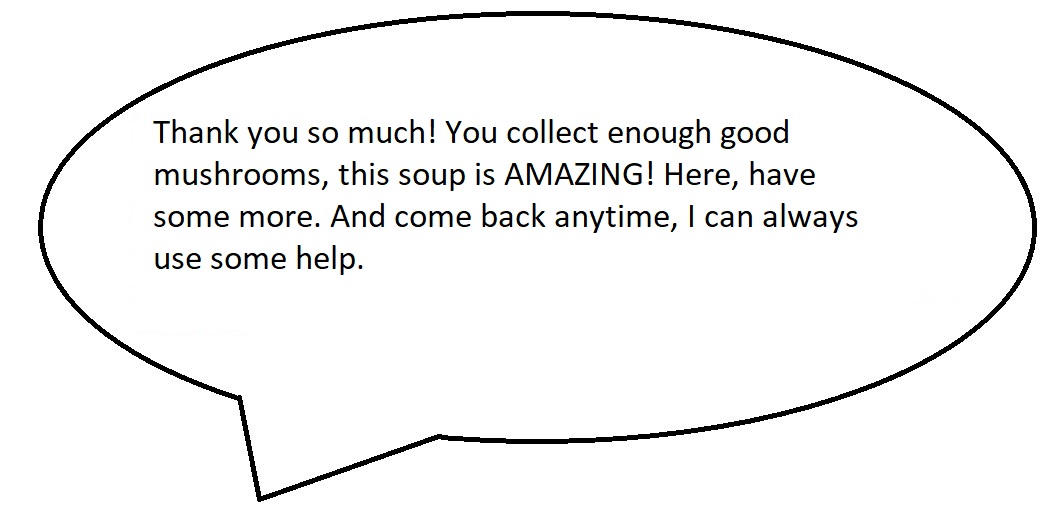 Thank you so much! You collect enough good
mushrooms, this soup is AMAZING! Here, have
some more. And come back anytime, I can always
use some help.